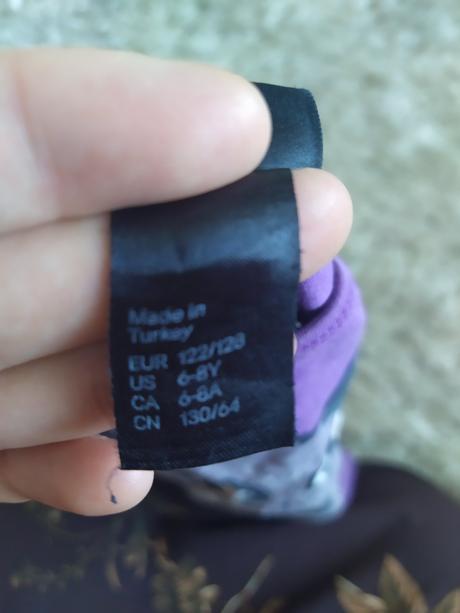 Made in
Turkey
EUR 122/128
US 6-8Y
CA 6-8A
CN 130/64